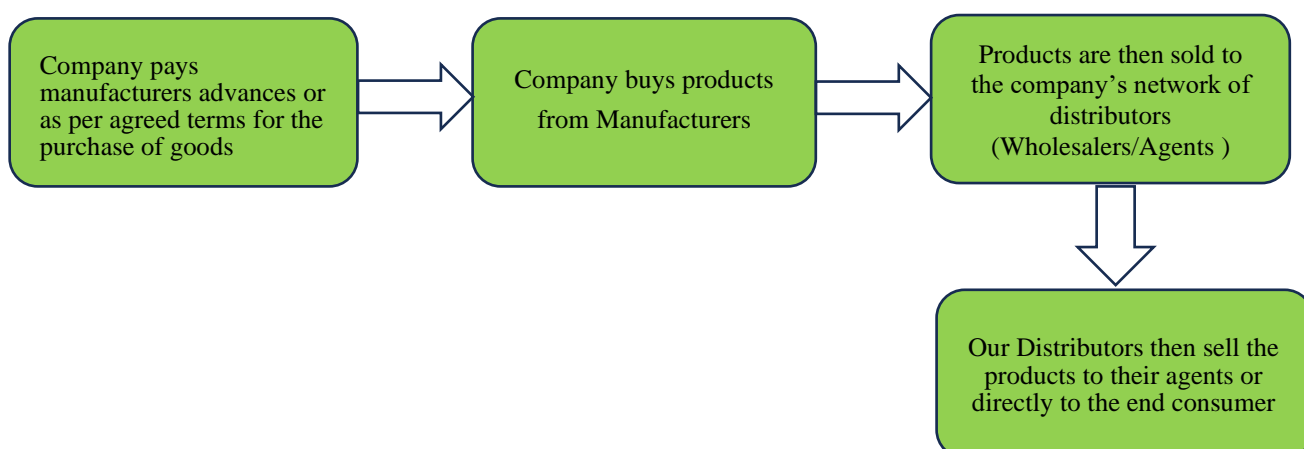 Company pays
manufacturers advances or
as per agreed terms for the
purchase of goods
Company buys products
from Manufacturers
Products are then sold to
the company’s network of
distributors
(Wholesalers/Agents )
Our Distributors then sell the
products to their agents or
directly to the end consumer